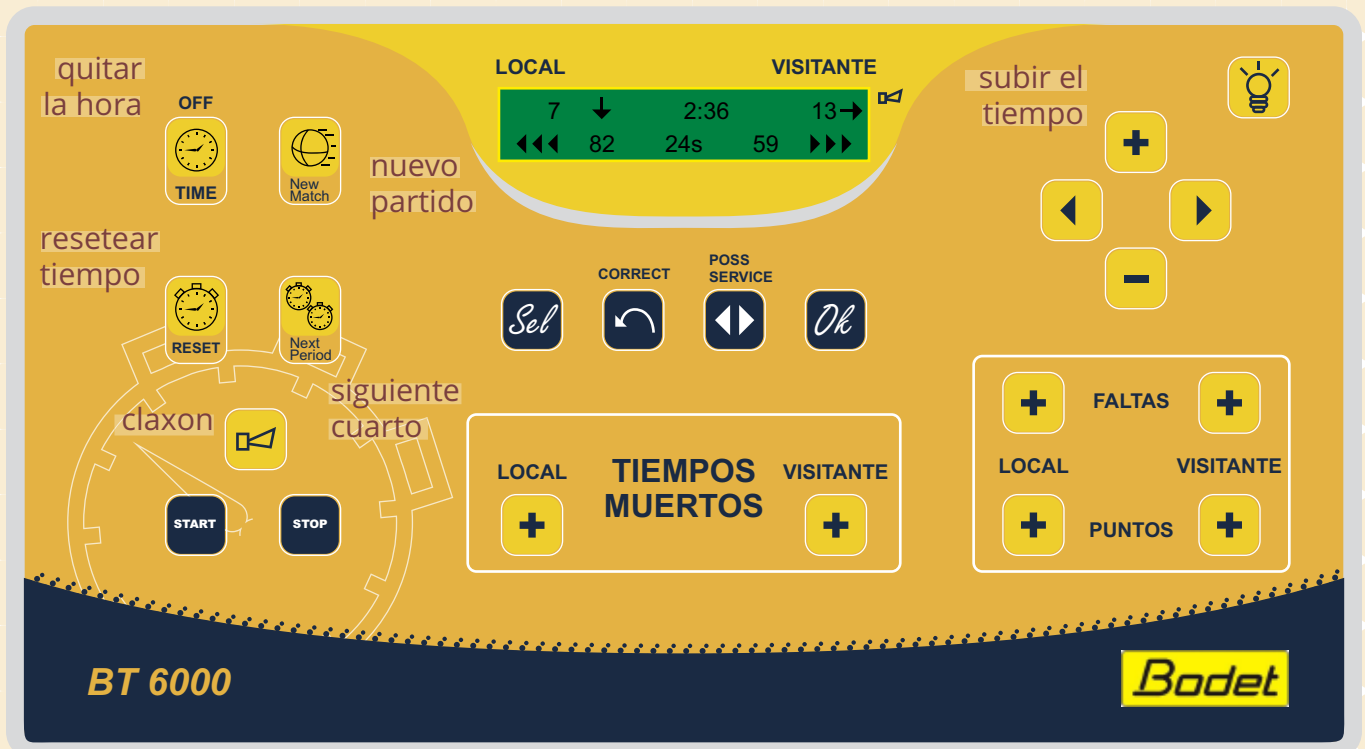 quitar
la hora
OFF
TIME
New
Match
nuevo
partido
LOCAL VISITANTE
7 ↓ 2:36 13→
◀◀◀ 82 24s 59 ▶▶▶
subir el
tiempo
+
-
resetear
tiempo
RESET
Next
Period
siguiente
cuarto
claxon
START STOP
CORRECT
POSS
SERVICE
Sel
Ok
LOCAL TIEMPOS
MUERTOS VISITANTE
+ +
+ FALTAS +
LOCAL VISITANTE
+ PUNTOS +
BT 6000
Bodet